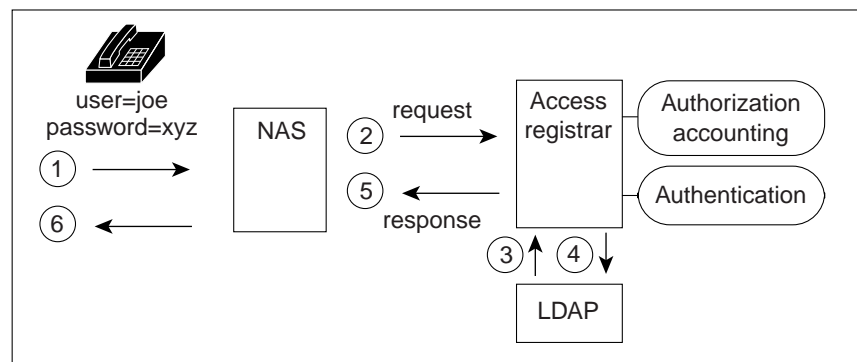 user=joe
password=xyz
1
6
NAS
2
request
5
response
Access
registrar
Authorization
accounting
Authentication
3
4
LDAP